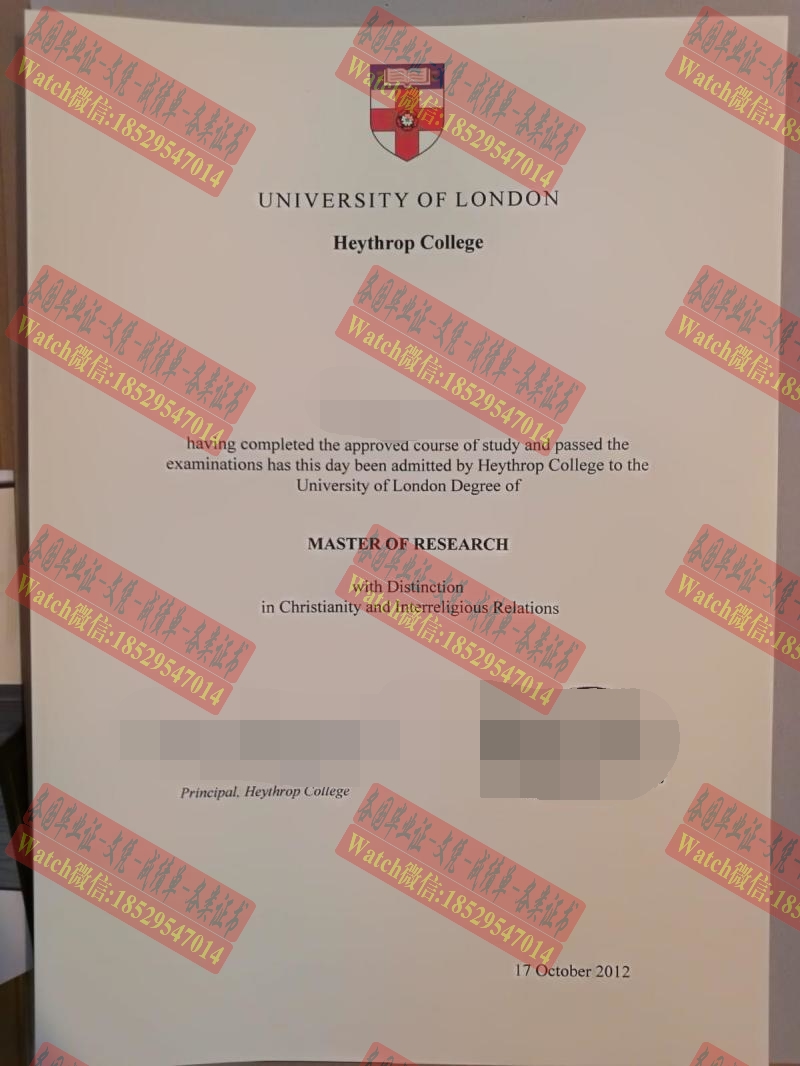 UNIVERSITY OF LONDON
Heythrop College
having completed the approved course of study and passed the
examinations has this day been admitted by Heythrop College to the
University of London Degree of
MASTER OF RESEARCH
with Distinction
in Christianity and Interreligious Relations
Principal, Heythrop College
17 October 2012
各国毕业证-文凭-成绩单-各类证书
Watch微信:18529547014